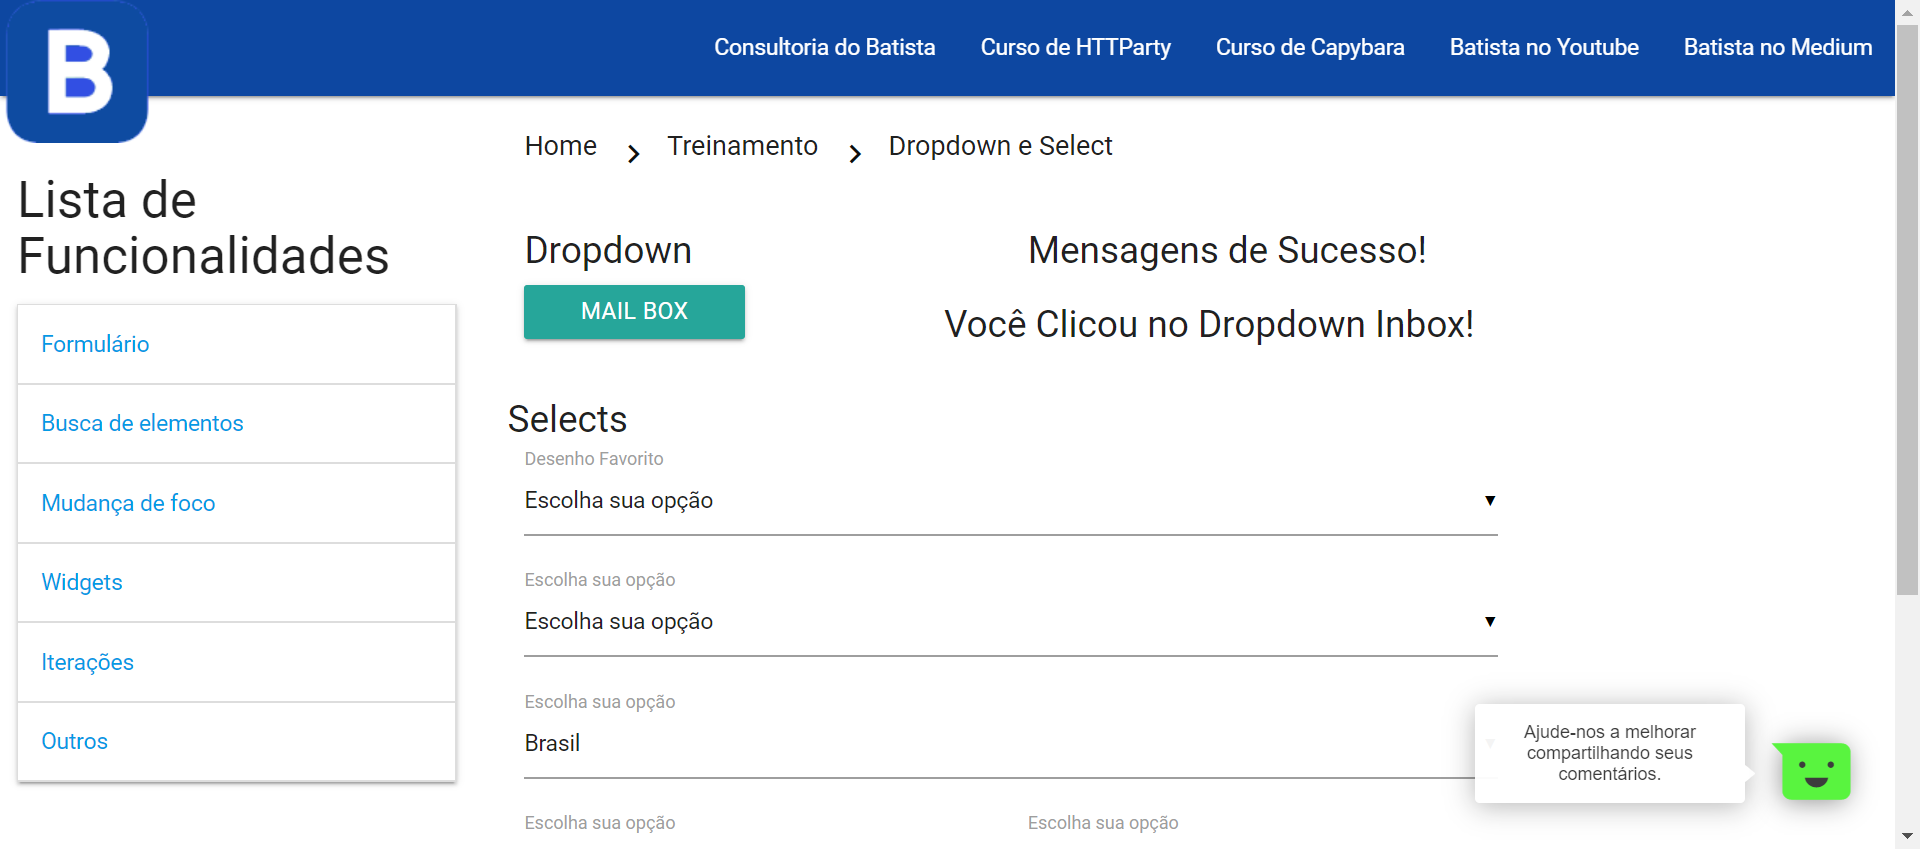 B
Consultoria do Batista
Curso de HTTParty
Curso de Capybara
Batista no Youtube
Batista no Medium
Home
Treinamento
Dropdown e Select
Lista de
Funcionalidades
Formulário
Busca de elementos
Mudança de foco
Widgets
Iterações
Outros
Dropdown
MAIL BOX
Mensagens de Sucesso!
Você Clicou no Dropdown Inbox!
Selects
Desenho Favorito
Escolha sua opção
Escolha sua opção
Escolha sua opção
Escolha sua opção
Brasil
Escolha sua opção
Escolha sua opção
Ajude-nos a melhorar
compartilhando seus
comentários.